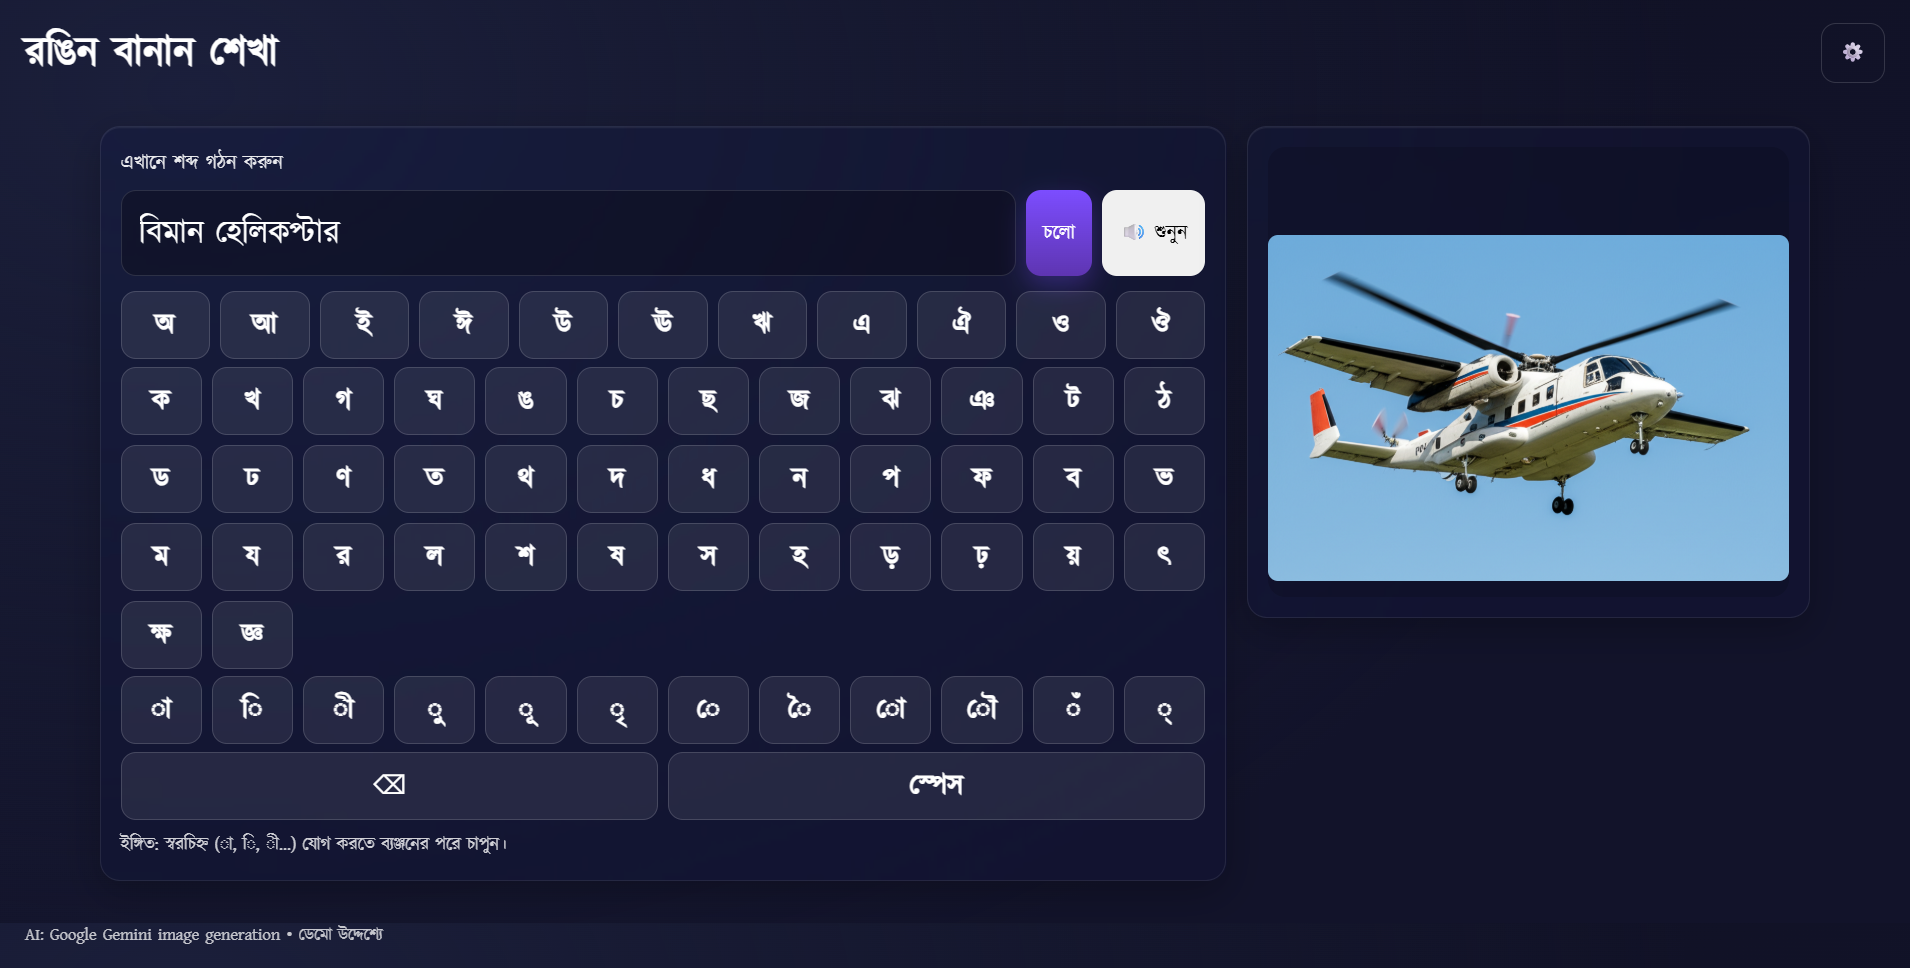 রঙিন বানান শেখা
এখানে শব্দ গঠন করুন
বিমান হেলিকপ্টার
চলো
শুনুন
অ আ ই ঈ উ ঊ ঋ এ ঐ ও ঔ
ক খ গ ঘ ঙ চ ছ জ ঝ ঞ ট ঠ
ড ঢ ণ ত থ দ ধ ন প ফ ব ভ
ম য র ল শ ষ স হ ড় ঢ় য় ৎ
ক্ষ জ্ঞ
া ি ী ু ূ ৃ ে ৈ ো ৌ ঁ ্
⌫ স্পেস
ইঙ্গিত: স্বরচিহ্ন (া, ি, ী...) যোগ করতে ব্যঞ্জনের পরে চাপুন।
AI: Google Gemini image generation • ডেমো উদ্দেশ্যে